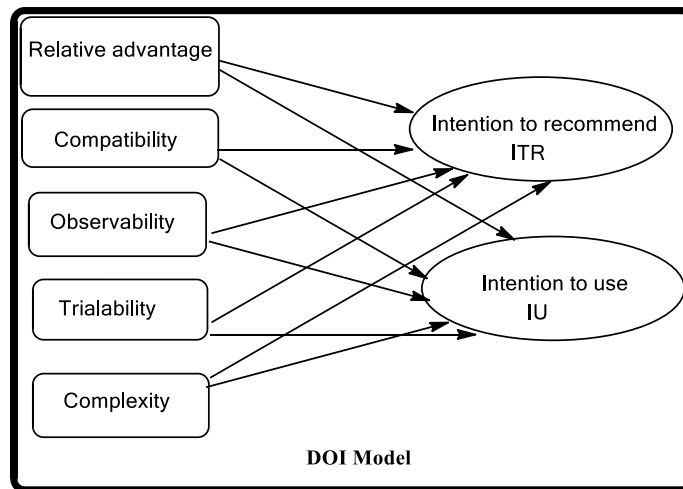 Relative advantage
Compatibility
Observability
Trialability
Complexity
Intention to recommend
ITR
Intention to use
IU
DOI Model